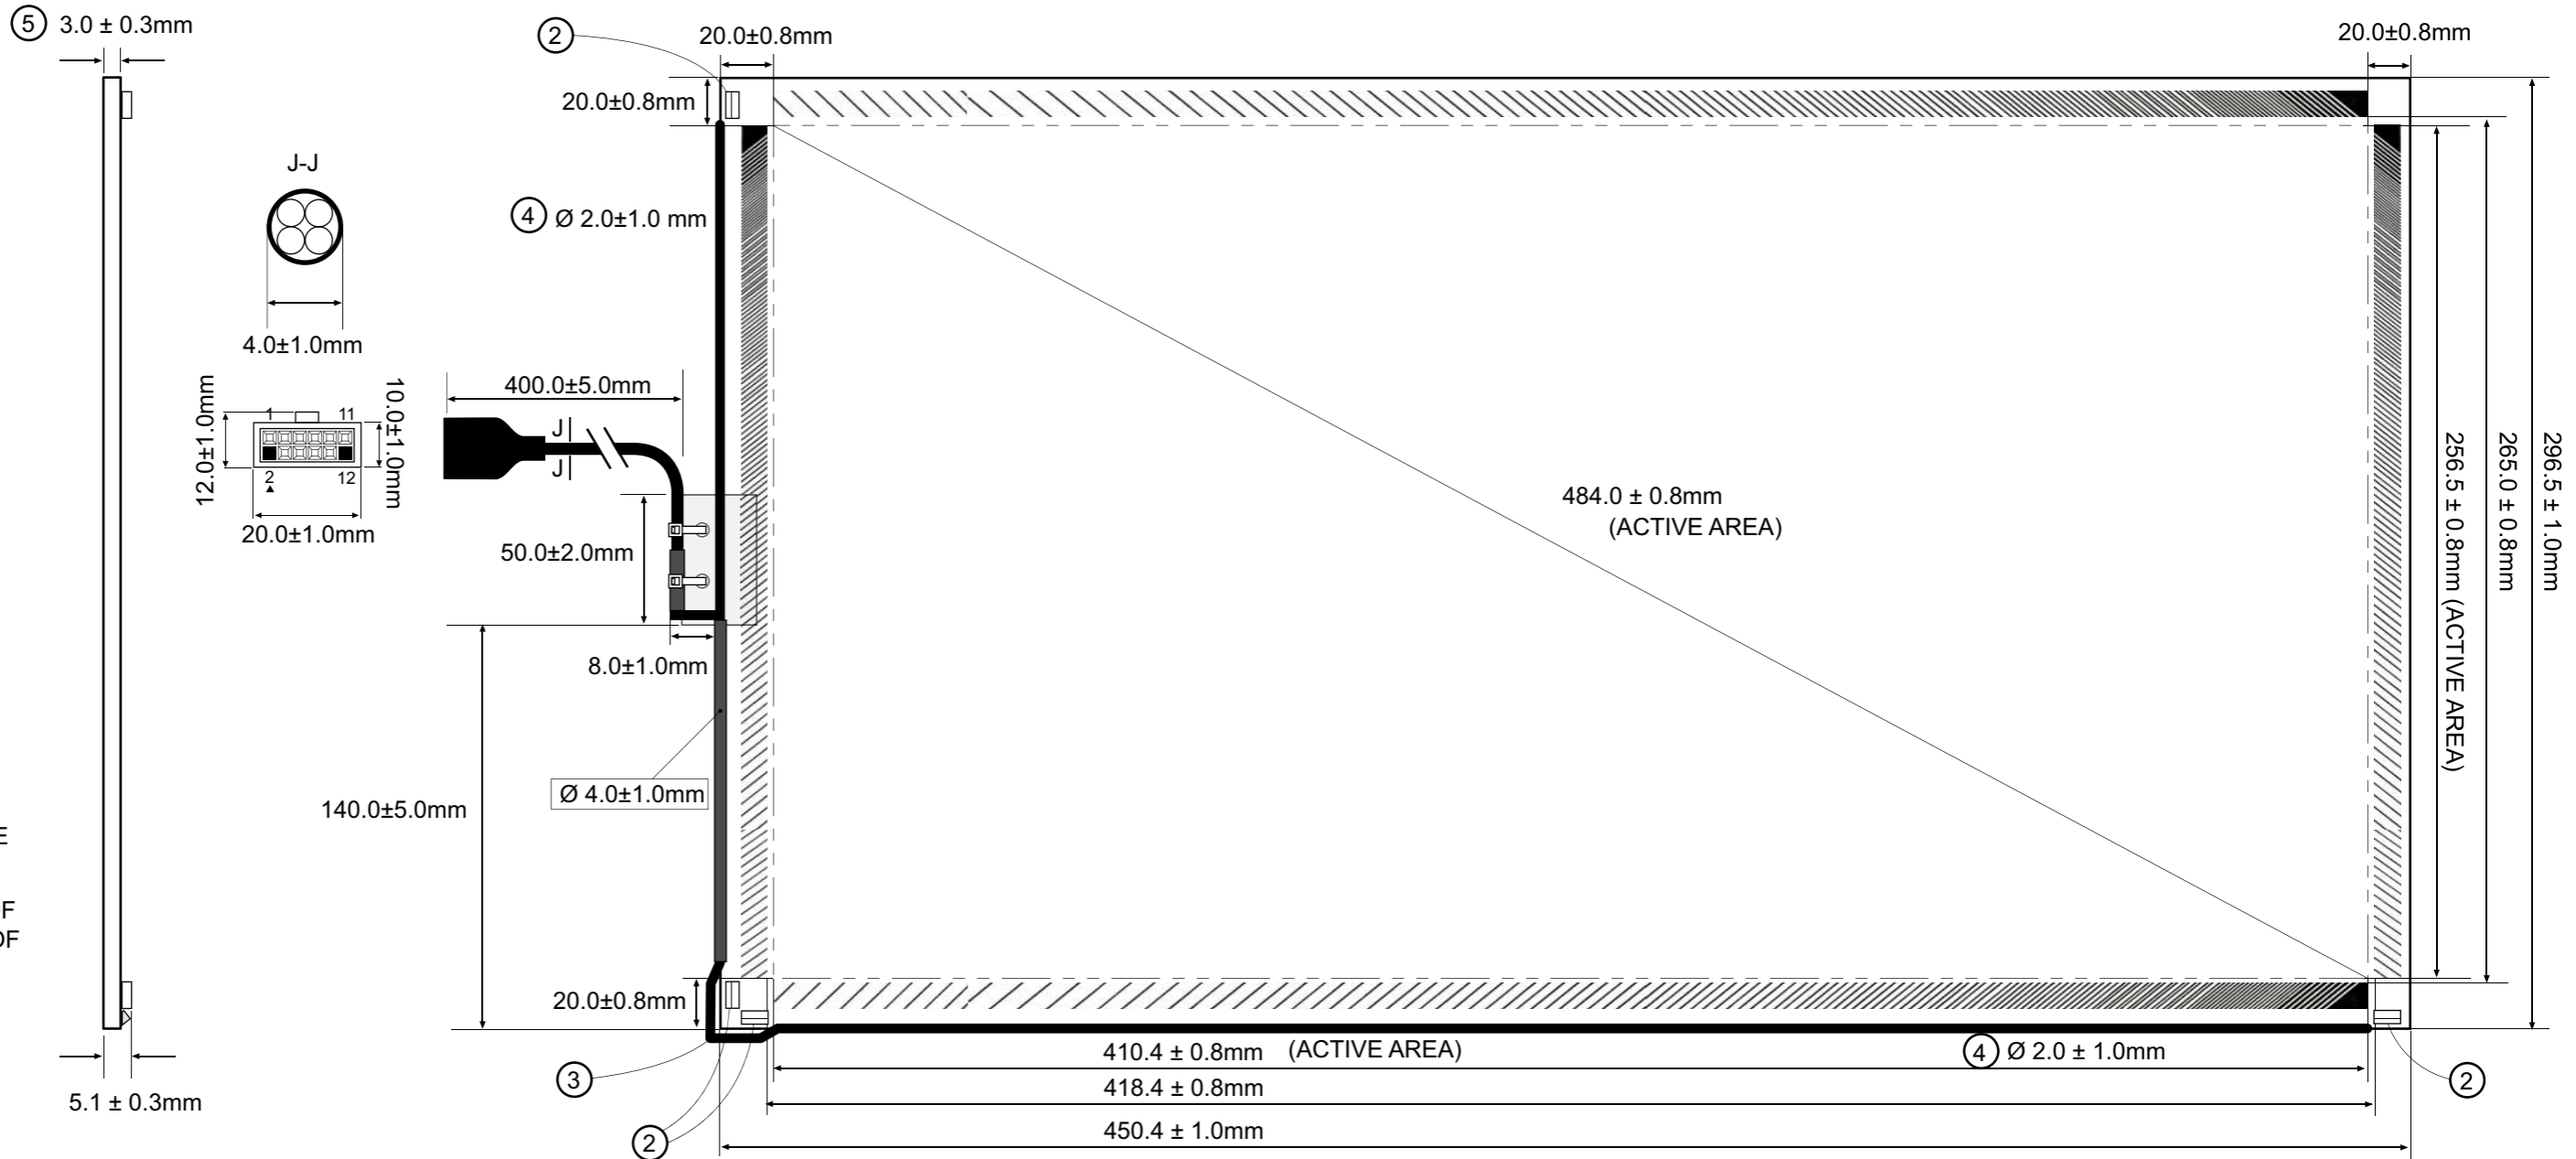 5 3.0 ± 0.3mm
2
20.0±0.8mm
20.0±0.8mm
20.0±0.8mm
J-J
4 Ø 2.0±1.0 mm
4.0±1.0mm
12.0±1.0mm
1 11
10.0±1.0mm
2 12
20.0±1.0mm
400.0±5.0mm
J
J
50.0±2.0mm
8.0±1.0mm
484.0 ± 0.8mm
(ACTIVE AREA)
256.5 ± 0.8mm (ACTIVE AREA)
265.0 ± 0.8mm
296.5 ± 1.0mm
Ø 4.0±1.0mm
140.0±5.0mm
E
F
OF
20.0±0.8mm
410.4 ± 0.8mm (ACTIVE AREA)
4 Ø 2.0 ± 1.0mm
3
418.4 ± 0.8mm
2
5.1 ± 0.3mm
2
450.4 ± 1.0mm